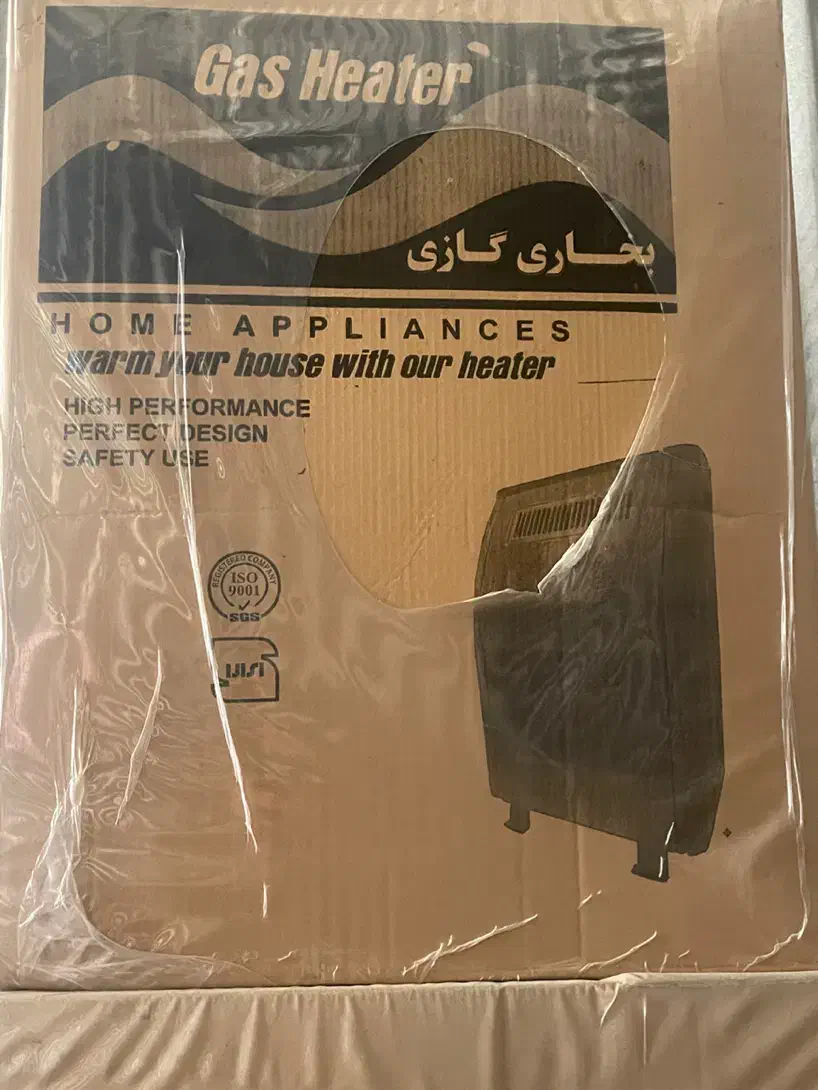 Gas Heater
بخاری گازی
HOME APPLIANCES
warm your house with our heater
HIGH PERFORMANCE
PERFECT DESIGN
SAFETY USE
REGISTERED COMPANY
ISO
9001
SGS